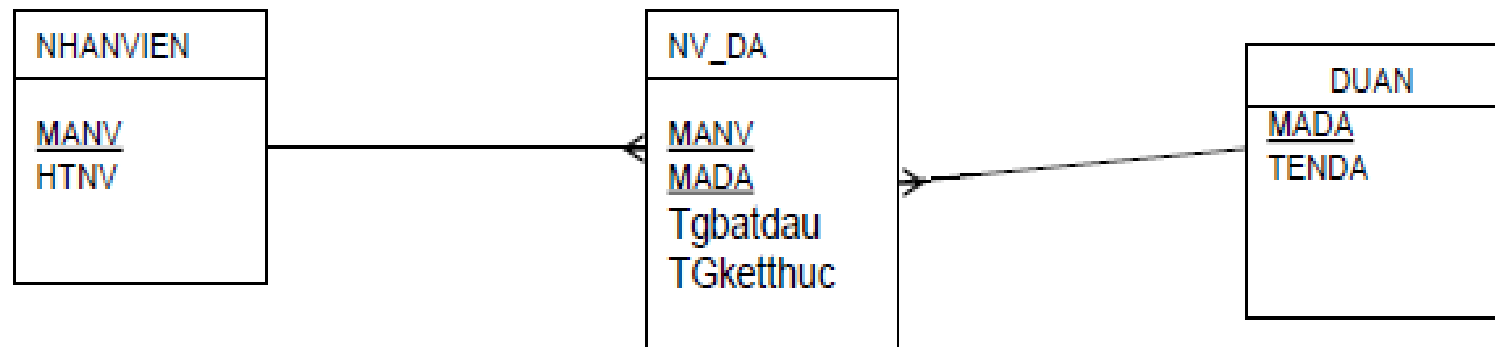 NHANVIEN
MANV
HTNV
NV_DA
MANV
MADA
Tgbatdau
TGketthuc
DUAN
MADA
TENDA